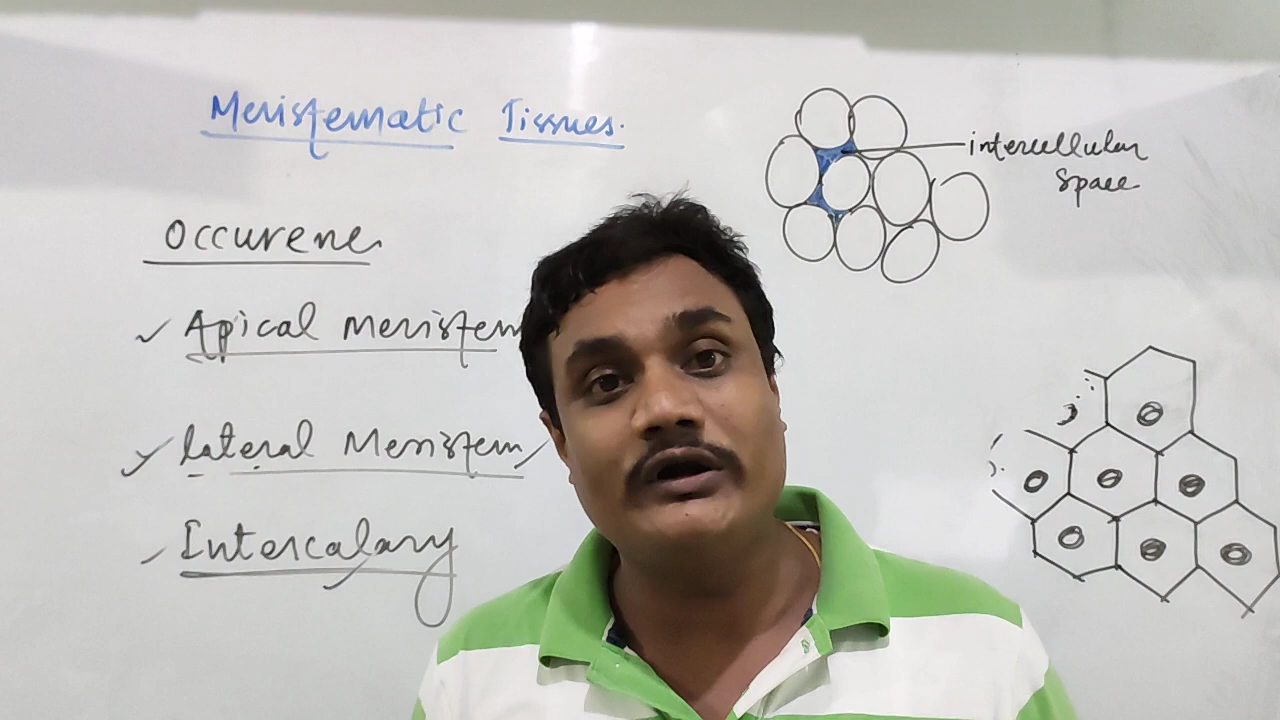 Meristematic Tissues.
Occurene
Apical Meristem
lateral Meristem
Intercalary
intercellular
space